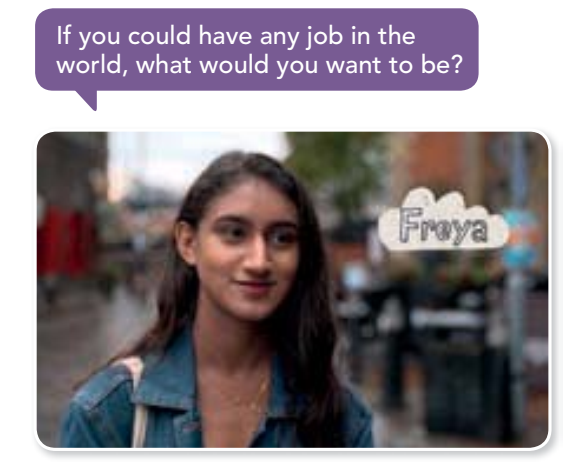 If you could have any job in the
world, what would you want to be?
Freya